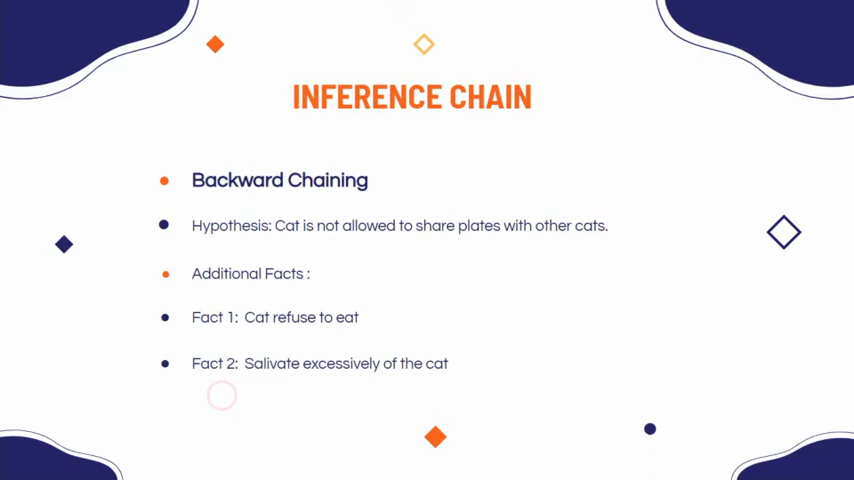 INFERENCE CHAIN
Backward Chaining
Hypothesis: Cat is not allowed to share plates with other cats.
Additional Facts :
Fact 1: Cat refuse to eat
Fact 2: Salivate excessively of the cat